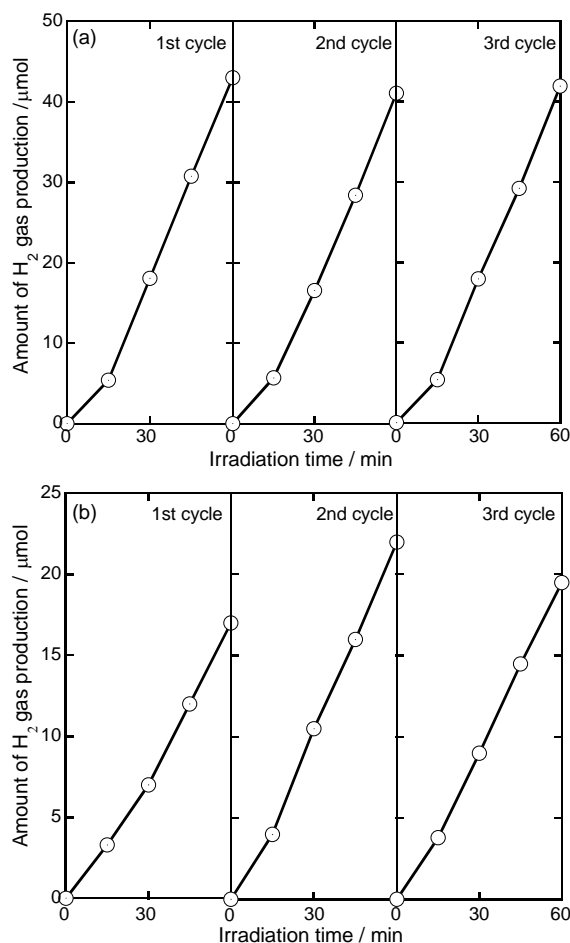 (a)
1st cycle
2nd cycle
3rd cycle
50
40
30
20
10
0
Amount of H2 gas production /μmol
0
30
0
30
0
30
60
Irradiation time / min
(b)
1st cycle
2nd cycle
3rd cycle
25
20
15
10
5
0
Amount of H2 gas production / μmol
0
30
0
30
0
30
60
Irradiation time / min